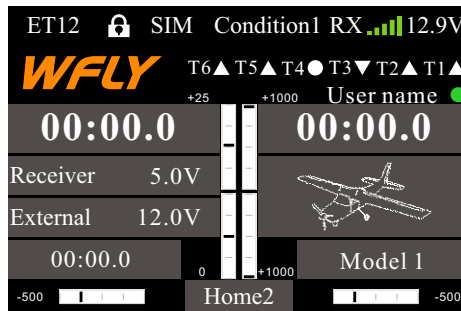 ET12 SIM Condition1 RX 12.9V
WFLY T6▲ T5▲ T4● T3▼ T2▲ T1▲
+25 +1000 User name
00:00.0 00:00.0
Receiver 5.0V
External 12.0V
00:00.0 0 +1000 Model 1
-500 Home2 -500